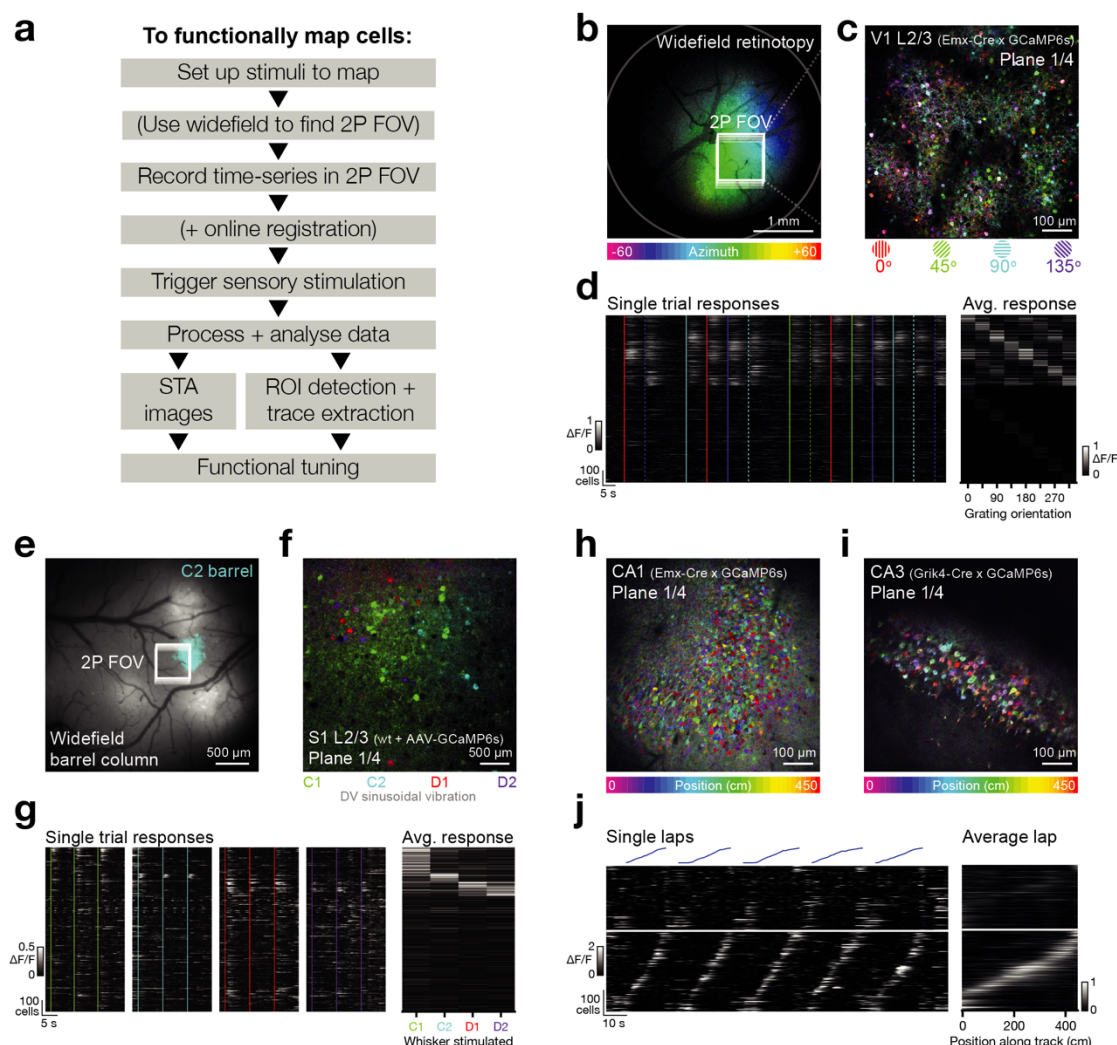 a
To functionally map cells:
Set up stimuli to map
(Use widefield to find 2P FOV)
Record time-series in 2P FOV
(+ online registration)
Trigger sensory stimulation
Process + analyse data
STA
images
ROI detection +
trace extraction
Functional tuning
b
Widefield retinotopy
2P FOV
1 mm
-60 Azimuth +60
c
V1 L2/3 (Emx-Cre x GCaMP6s)
Plane 1/4
100 µm
0° 45° 90° 135°
d
Single trial responses
Avg. response
1
ΔF/F
0
100
cells
5 s
1
ΔF/F
0
0 90 180 270
Grating orientation
e
C2 barrel
2P FOV
Widefield
barrel column
500 µm
f
S1 L2/3 (wt + AAV-GCaMP6s)
Plane 1/4
500 µm
C1 C2 D1 D2
DV sinusoidal vibration
g
Single trial responses
Avg. response
0.5
ΔF/F
0
100
cells
5 s
C1 C2 D1 D2
Whisker stimulated
h
CA1 (Emx-Cre x GCaMP6s)
Plane 1/4
100 µm
0 Position (cm) 450
i
CA3 (Grik4-Cre x GCaMP6s)
Plane 1/4
100 µm
0 Position (cm) 450
j
Single laps
Average lap
2
ΔF/F
0
100
cells
10 s
1
0
0 200 400
Position along track (cm)